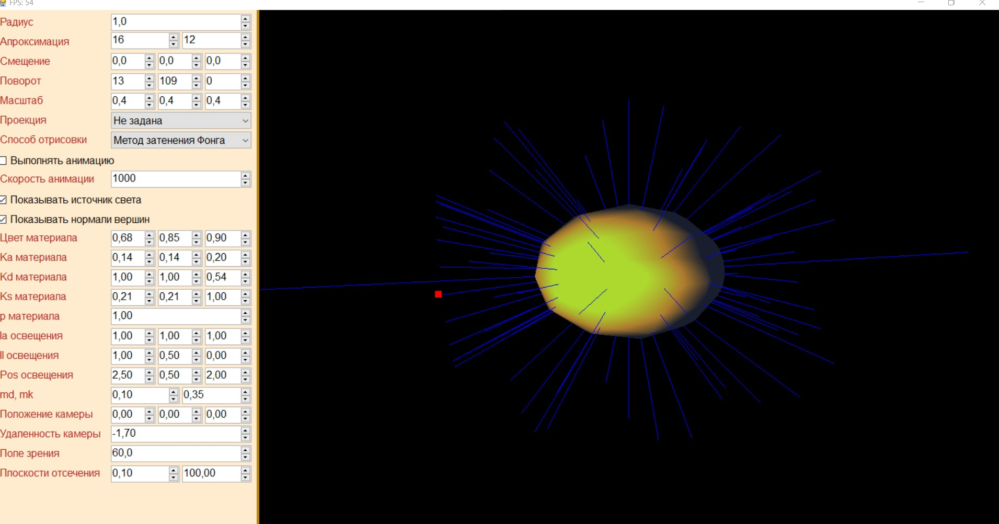 FPS: 54
Радиус 1,0
Апроксимация 16 12
Смещение 0,0 0,0 0,0
Поворот 13 109 0
Масштаб 0,4 0,4 0,4
Проекция Не задана
Способ отрисовки Метод затенения Фонга
Выполнять анимацию
Скорость анимации 1000
Показывать источник света
Показывать нормали вершин
Цвет материала 0,68 0,85 0,90
Ka материала 0,14 0,14 0,20
Kd материала 1,00 1,00 0,54
Ks материала 0,21 0,21 1,00
p материала 1,00
Ia освещения 1,00 1,00 1,00
Il освещения 1,00 0,50 0,00
Pos освещения 2,50 0,50 2,00
md, mk 0,10 0,35
Положение камеры 0,00 0,00 0,00
Удаленность камеры -1,70
Поле зрения 60,0
Плоскости отсечения 0,10 100,00